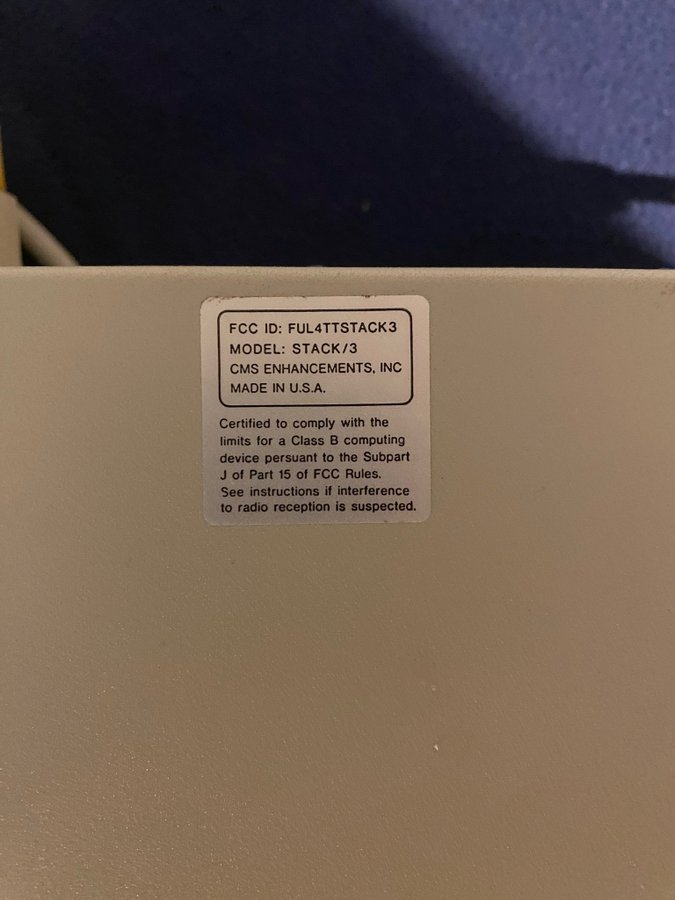 FCC ID: FUL4TTSTACK3
MODEL: STACK/3
CMS ENHANCEMENTS, INC
MADE IN U.S.A.
Certified to comply with the
limits for a Class B computing
device persuant to the Subpart
J of Part 15 of FCC Rules.
See instructions if interference
to radio reception is suspected.